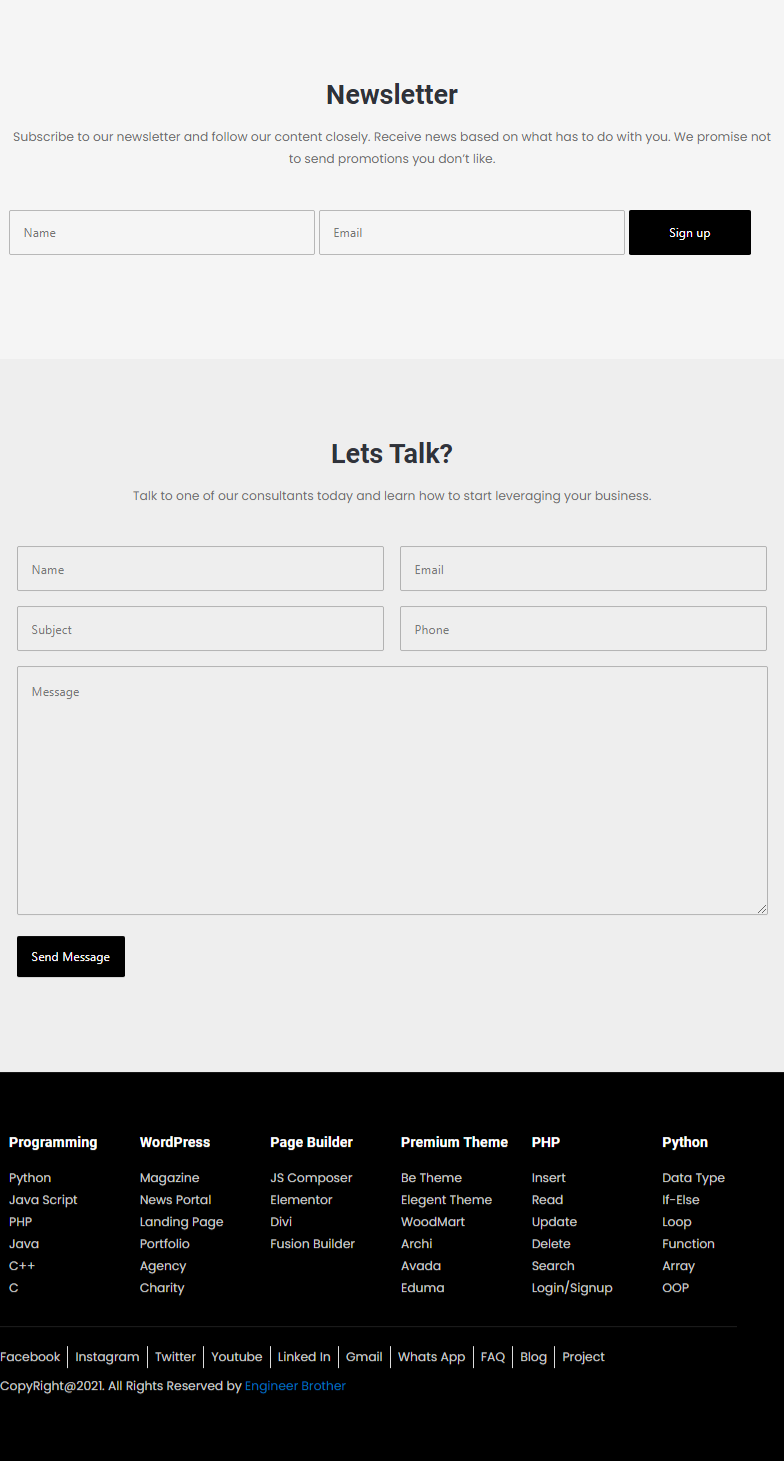 Newsletter
Subscribe to our newsletter and follow our content closely. Receive news based on what has to do with you. We promise not
to send promotions you don't like.
Name
Email
Sign up
Lets Talk?
Talk to one of our consultants today and learn how to start leveraging your business.
Name
Email
Subject
Phone
Message
Send Message
Programming
Python
Java Script
PHP
Java
C++
C
WordPress
Magazine
News Portal
Landing Page
Portfolio
Agency
Charity
Page Builder
JS Composer
Elementor
Divi
Fusion Builder
Premium Theme
Be Theme
Elegent Theme
WoodMart
Archi
Avada
Eduma
PHP
Insert
Read
Update
Delete
Search
Login/Signup
Python
Data Type
If-Else
Loop
Function
Array
OOP
Facebook | Instagram | Twitter | Youtube | Linked In | Gmail | Whats App | FAQ | Blog | Project
CopyRight@2021. All Rights Reserved by Engineer Brother